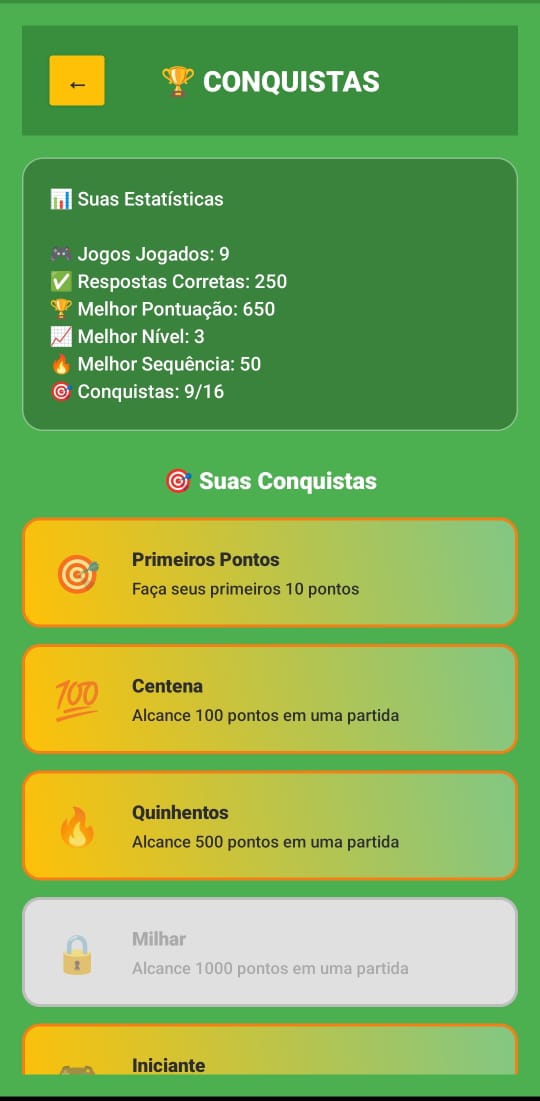 ← 🏆 CONQUISTAS
📊 Suas Estatísticas
🎮 Jogos Jogados: 9
✅ Respostas Corretas: 250
🏆 Melhor Pontuação: 650
📈 Melhor Nível: 3
🔥 Melhor Sequência: 50
🎯 Conquistas: 9/16
🎯 Suas Conquistas
Primeiros Pontos
Faça seus primeiros 10 pontos
💯 Centena
Alcance 100 pontos em uma partida
Quinhentos
Alcance 500 pontos em uma partida
Milhar
Alcance 1000 pontos em uma partida
Iniciante